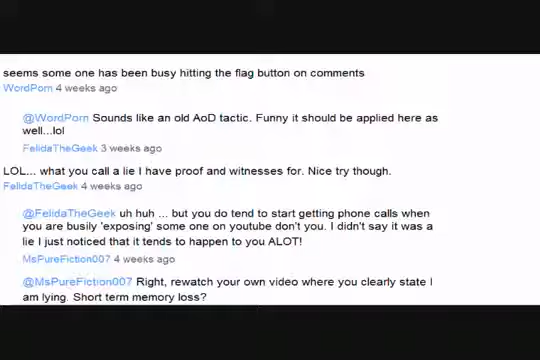 seems some one has been busy hitting the flag button on comments
WordPorn 4 weeks ago
@WordPorn Sounds like an old AoD tactic. Funny it should be applied here as
well...lol
FelidaTheGeek 3 weeks ago
LOL... what you call a lie I have proof and witnesses for. Nice try though.
FelidaTheGeek 4 weeks ago
@FelidaTheGeek uh huh ... but you do tend to start getting phone calls when
you are busily 'exposing' some one on youtube don't you. I didn't say it was a
lie I just noticed that it tends to happen to you ALOT!
MsPureFiction007 4 weeks ago
@MsPureFiction007 Right, rewatch your own video where you clearly state I
am lying. Short term memory loss?